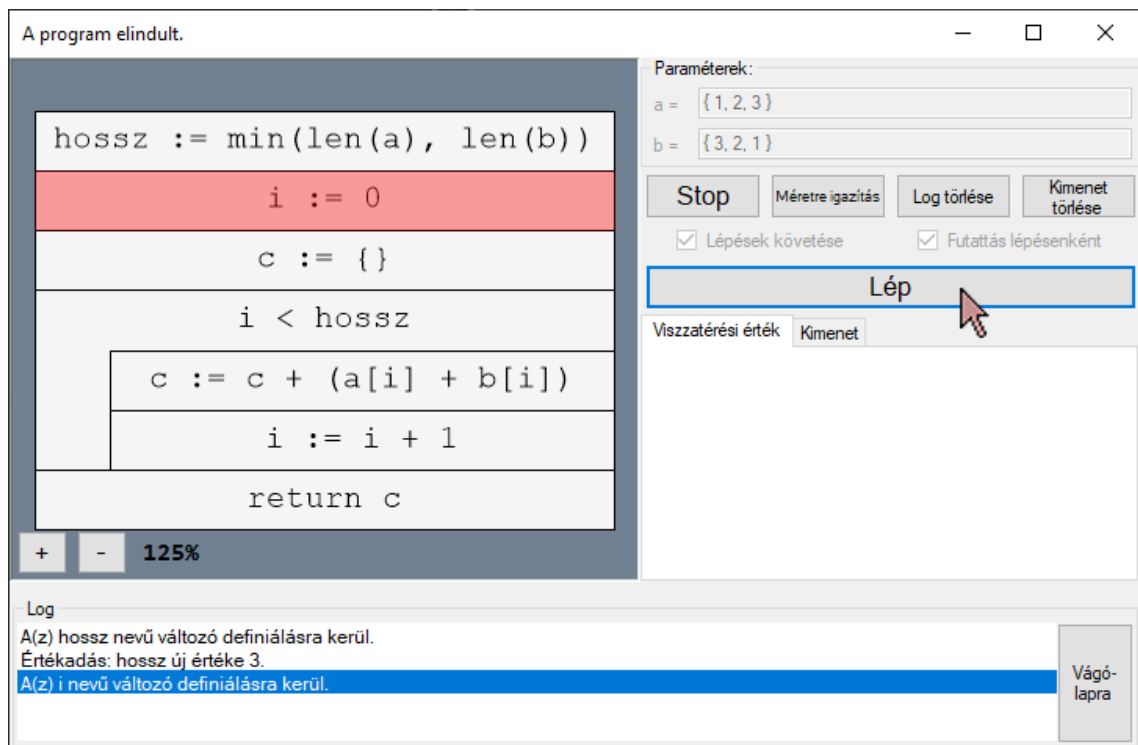 A program elindult.
hossz := min(len(a), len(b))
i := 0
c := {}
i < hossz
c := c + (a[i] + b[i])
i := i + 1
return c
+ - 125%
Paraméterek:
a = { 1, 2, 3 }
b = { 3, 2, 1 }
Stop
Méretre igazítás
Log törlése
Kimenet
törlése
Lépések követése
Futattás lépésenként
Lép
Viszzatérési érték
Kimenet
Log
A(z) hossz nevű változó definiálásra kerül.
Értékadás: hossz új értéke 3.
A(z) i nevű változó definiálásra kerül.
Vágó-
lapra